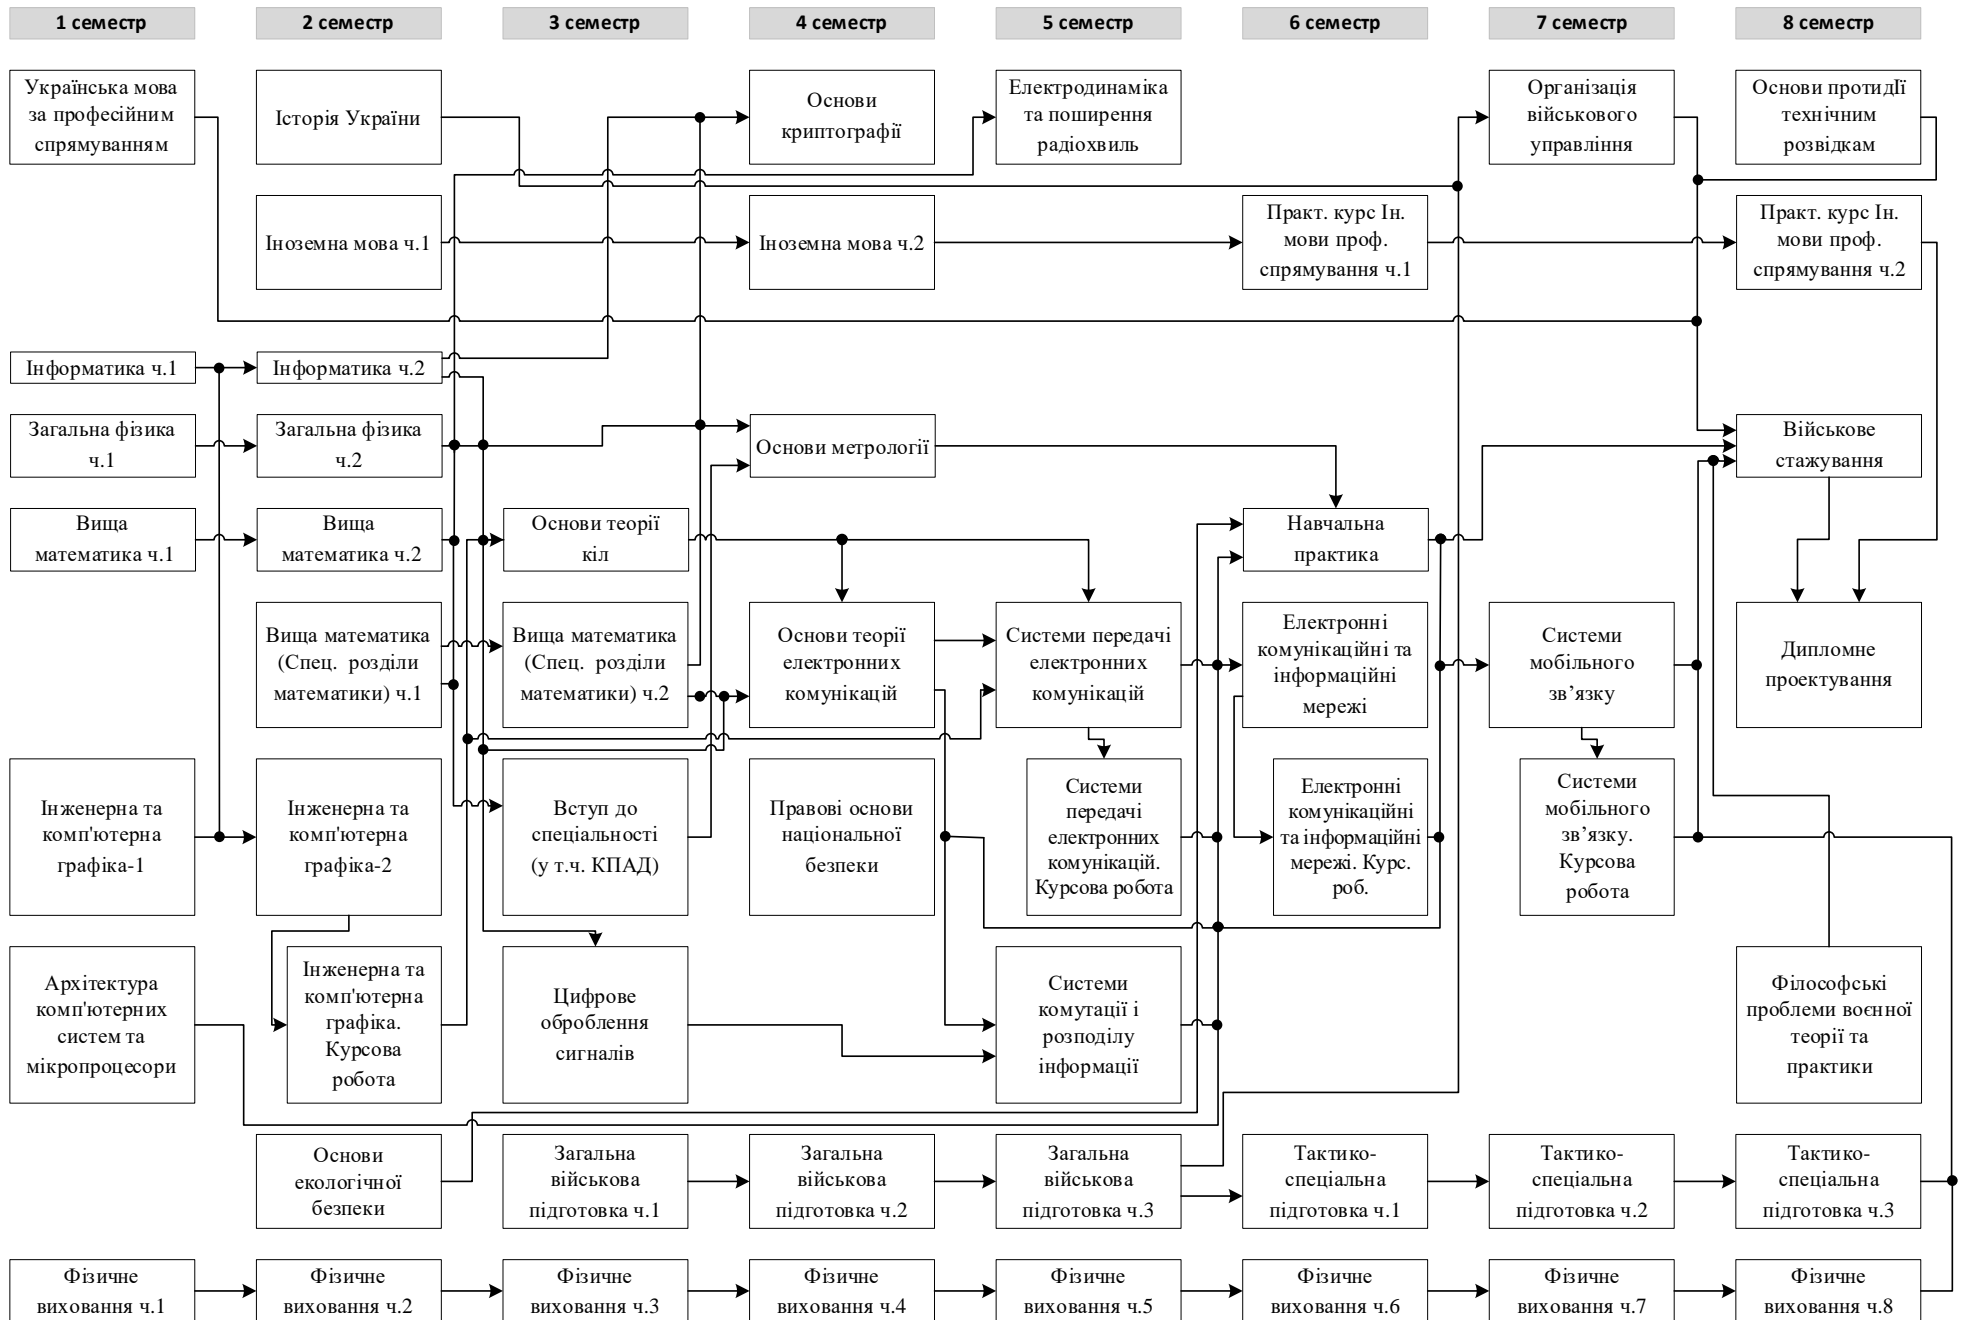 1 семестр
2 семестр
3 семестр
4 семестр
5 семестр
6 семестр
7 семестр
8 семестр
Українська мова
за професійним
спрямуванням
Історія України
Основи
криптографії
Електродинаміка
та поширення
радіохвиль
Організація
військового
управління
Основи протидЇї
технічним
розвідкам
Іноземна мова ч.1
Іноземна мова ч.2
Практ. курс Ін.
мови проф.
спрямування ч.1
Практ. курс Ін.
мови проф.
спрямування ч.2
Інформатика ч.1
Інформатика ч.2
Загальна фізика
ч.1
Загальна фізика
ч.2
Основи метрології
Військове
стажування
Вища
математика ч.1
Вища
математика ч.2
Основи теорії
кіл
Навчальна
практика
Вища математика
(Спец. розділи
математики) ч.1
Вища математика
(Спец. розділи
математики) ч.2
Основи теорії
електронних
комунікацій
Системи передачі
електронних
комунікацій
Електронні
комунікаційні та
інформаційні
мережі
Системи
мобільного
зв’язку
Дипломне
проектування
Інженерна та
комп'ютерна
графіка-1
Інженерна та
комп'ютерна
графіка-2
Вступ до
спеціальності
(у т.ч. КПАД)
Правові основи
національної
безпеки
Системи
передачі
електронних
комунікацій.
Курсова робота
Електронні
комунікаційні
та інформаційні
мережі. Курс.
роб.
Системи
мобільного
зв’язку.
Курсова
робота
Архітектура
комп'ютерних
систем та
мікропроцесори
Інженерна та
комп'ютерна
графіка.
Курсова
робота
Цифрове
оброблення
сигналів
Системи
комутації і
розподілу
інформації
Філософські
проблеми воєнної
теорії та
практики
Основи
екологічної
безпеки
Загальна
військова
підготовка ч.1
Загальна
військова
підготовка ч.2
Загальна
військова
підготовка ч.3
Тактико-
спеціальна
підготовка ч.1
Тактико-
спеціальна
підготовка ч.2
Тактико-
спеціальна
підготовка ч.3
Фізичне
виховання ч.1
Фізичне
виховання ч.2
Фізичне
виховання ч.3
Фізичне
виховання ч.4
Фізичне
виховання ч.5
Фізичне
виховання ч.6
Фізичне
виховання ч.7
Фізичне
виховання ч.8